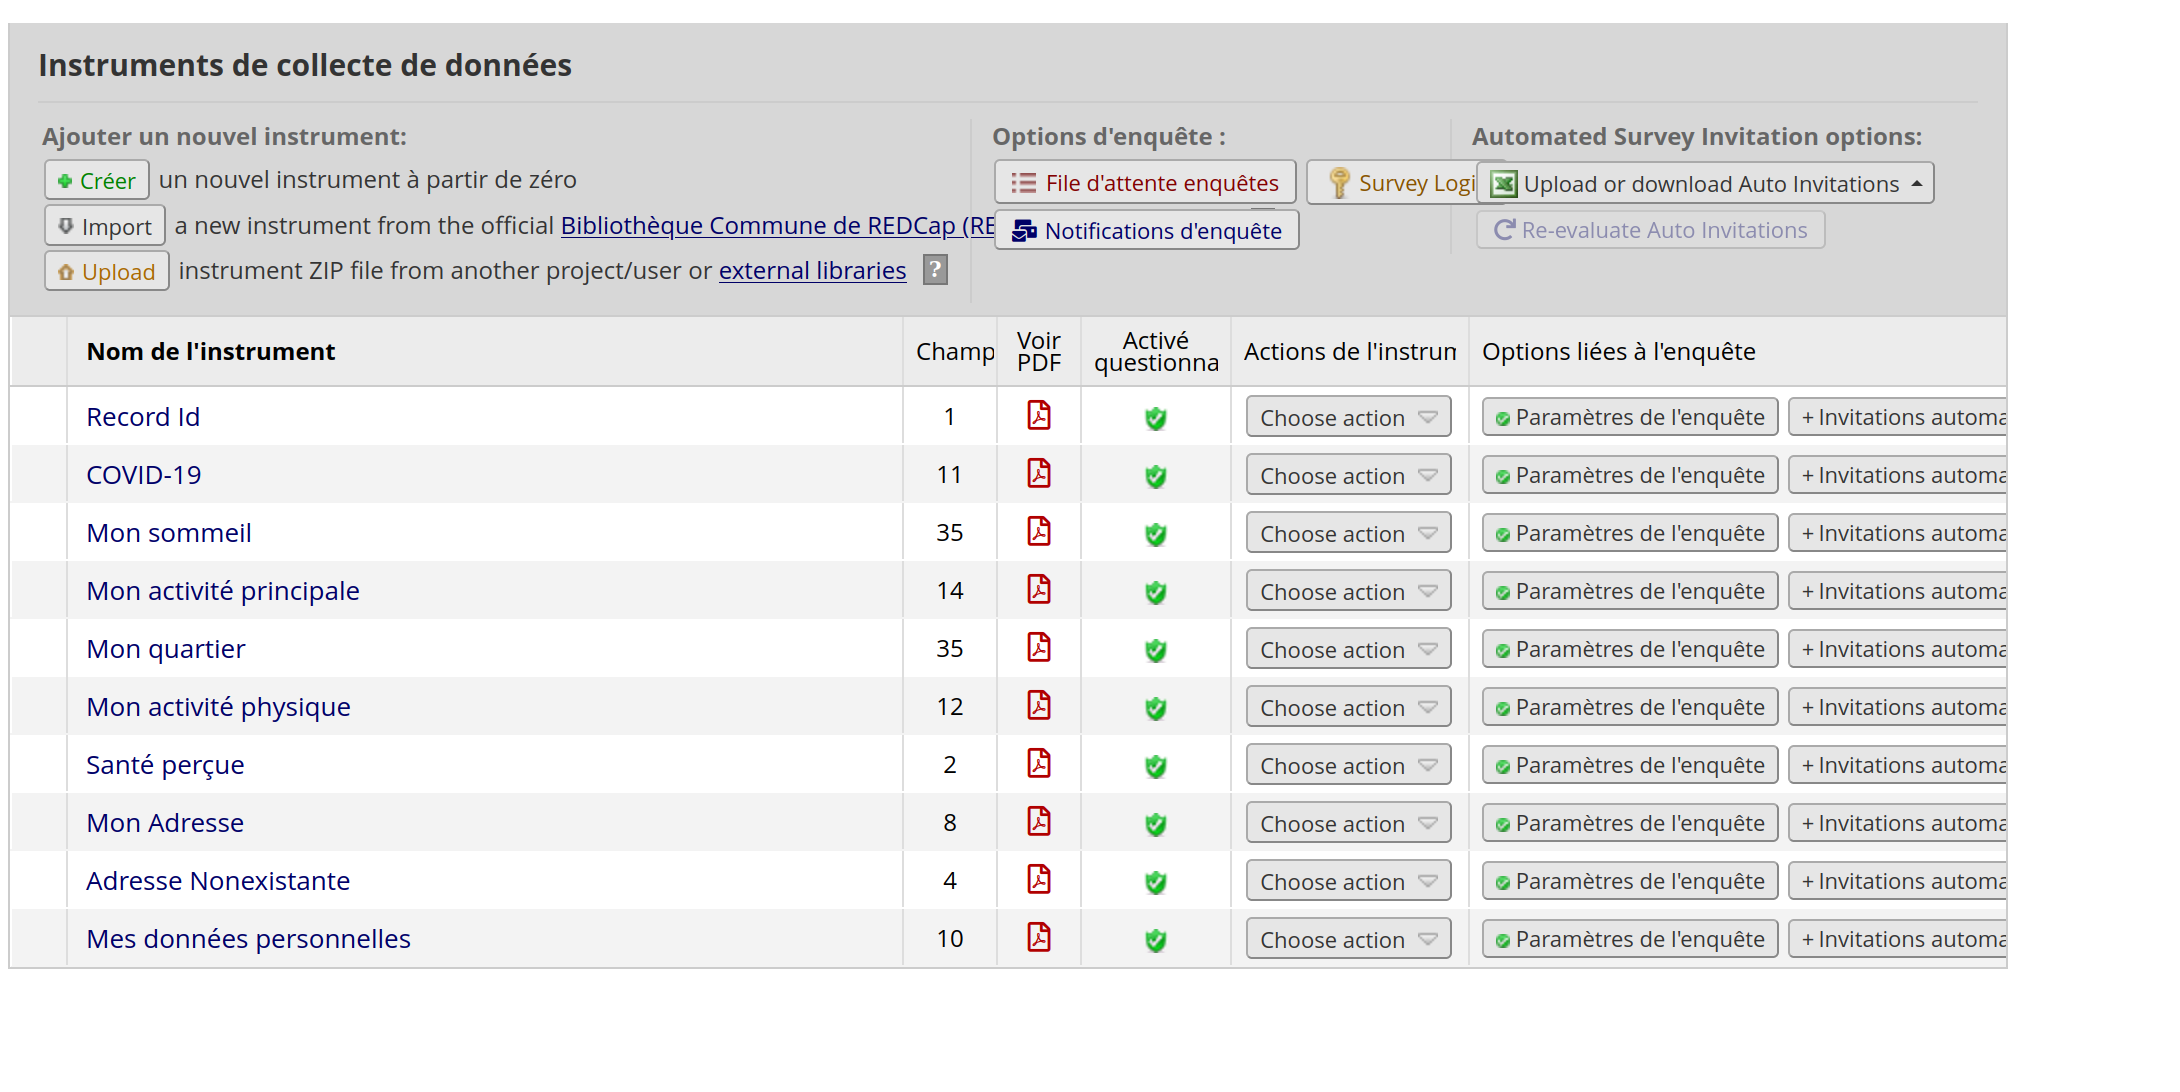 Instruments de collecte de données
Ajouter un nouvel instrument:
Créer un nouvel instrument à partir de zéro
Import a new instrument from the official Bibliothèque Commune de REDCap (RE
Upload instrument ZIP file from another project/user or external libraries ?
Options d'enquête :
File d'attente enquêtes Survey Logi
Notifications d'enquête
Automated Survey Invitation options:
Upload or download Auto Invitations
Re-evaluate Auto Invitations
Nom de l'instrument Champ Voir PDF Activé questionna Actions de l'instrum Options liées à l'enquête
Record Id 1 Choose action Paramètres de l'enquête + Invitations automa
COVID-19 11 Choose action Paramètres de l'enquête + Invitations automa
Mon sommeil 35 Choose action Paramètres de l'enquête + Invitations automa
Mon activité principale 14 Choose action Paramètres de l'enquête + Invitations automa
Mon quartier 35 Choose action Paramètres de l'enquête + Invitations automa
Mon activité physique 12 Choose action Paramètres de l'enquête + Invitations automa
Santé perçue 2 Choose action Paramètres de l'enquête + Invitations automa
Mon Adresse 8 Choose action Paramètres de l'enquête + Invitations automa
Adresse Nonexistante 4 Choose action Paramètres de l'enquête + Invitations automa
Mes données personnelles 10 Choose action Paramètres de l'enquête + Invitations automa